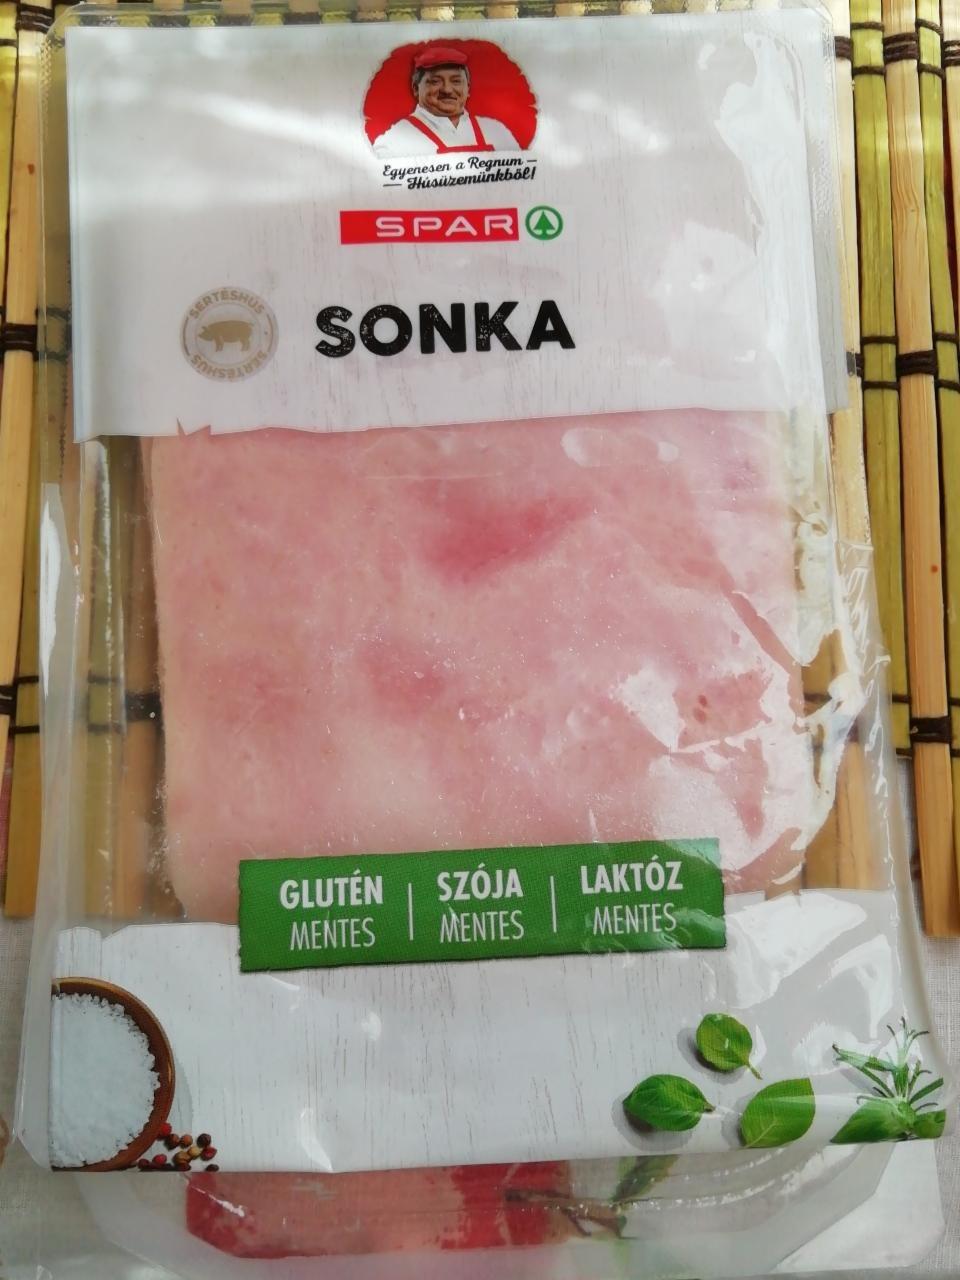 Egyenesen a Regnum
Húsüzemünkből!
SPAR
SERTÉSHÚS
SERTÉSHÚS
SONKA
GLUTÉN
MENTES
SZÓJA
MENTES
LAKTÓZ
MENTES